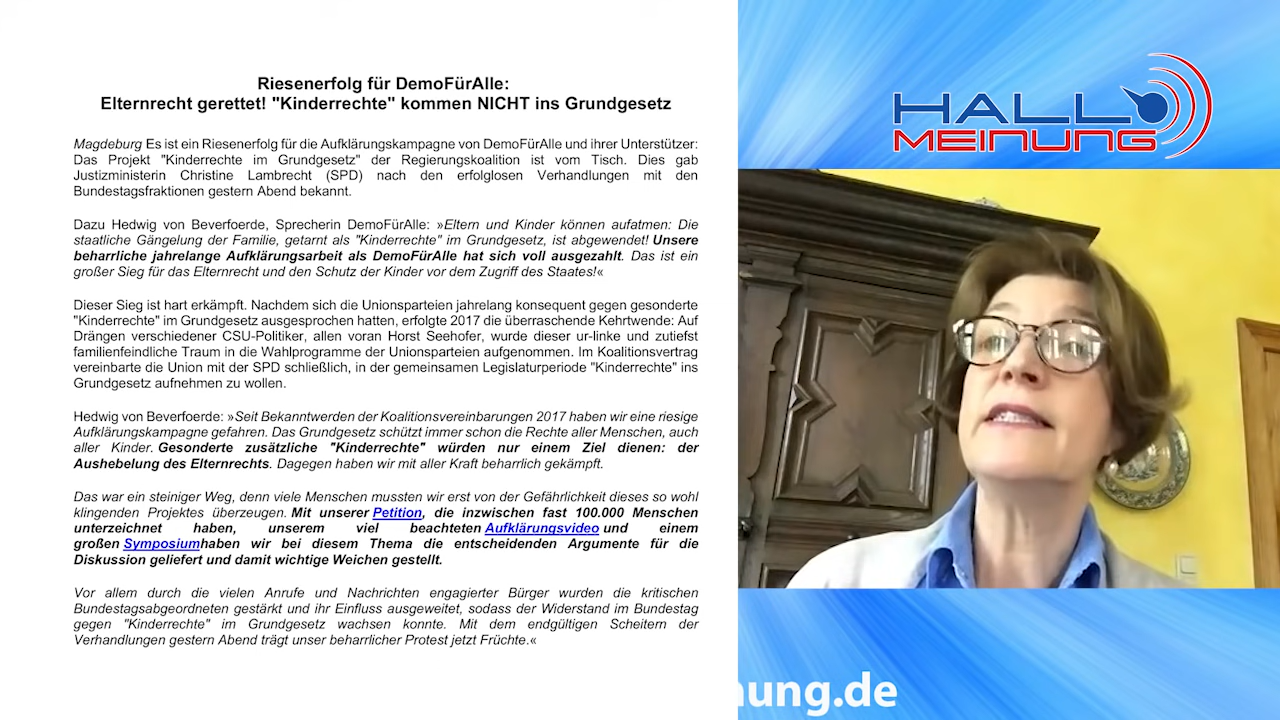 Riesenerfolg für DemoFürAlle:
Elternrecht gerettet! "Kinderrechte" kommen NICHT ins Grundgesetz
Magdeburg Es ist ein Riesenerfolg für die Aufklärungskampagne von DemoFürAlle und ihrer Unterstützer:
Das Projekt "Kinderrechte im Grundgesetz" der Regierungskoalition ist vom Tisch. Dies gab
Justizministerin Christine Lambrecht (SPD) nach den erfolglosen Verhandlungen mit den
Bundestagsfraktionen gestern Abend bekannt.
Dazu Hedwig von Beverfoerde, Sprecherin DemoFürAlle: »Eltern und Kinder können aufatmen: Die
staatliche Gängelung der Familie, getarnt als "Kinderrechte" im Grundgesetz, ist abgewendet! Unsere
beharrliche jahrelange Aufklärungsarbeit als DemoFürAlle hat sich voll ausgezahlt. Das ist ein
großer Sieg für das Elternrecht und den Schutz der Kinder vor dem Zugriff des Staates!«
Dieser Sieg ist hart erkämpft. Nachdem sich die Unionsparteien jahrelang konsequent gegen gesonderte
"Kinderrechte" im Grundgesetz ausgesprochen hatten, erfolgte 2017 die überraschende Kehrtwende: Auf
Drängen verschiedener CSU-Politiker, allen voran Horst Seehofer, wurde dieser ur-linke und zutiefst
familienfeindliche Traum in die Wahlprogramme der Unionsparteien aufgenommen. Im Koalitionsvertrag
vereinbarte die Union mit der SPD schließlich, in der gemeinsamen Legislaturperiode "Kinderrechte" ins
Grundgesetz aufnehmen zu wollen.
Hedwig von Beverfoerde: »Seit Bekanntwerden der Koalitionsvereinbarungen 2017 haben wir eine riesige
Aufklärungskampagne gefahren. Das Grundgesetz schützt immer schon die Rechte aller Menschen, auch
aller Kinder. Gesonderte zusätzliche "Kinderrechte" würden nur einem Ziel dienen: der
Aushebelung des Elternrechts. Dagegen haben wir mit aller Kraft beharrlich gekämpft.
Das war ein steiniger Weg, denn viele Menschen mussten wir erst von der Gefährlichkeit dieses so wohl
klingenden Projektes überzeugen. Mit unserer Petition, die inzwischen fast 100.000 Menschen
unterzeichnet haben, unserem viel beachteten Aufklärungsvideo und einem
großen Symposiumhaben wir bei diesem Thema die entscheidenden Argumente für die
Diskussion geliefert und damit wichtige Weichen gestellt.
Vor allem durch die vielen Anrufe und Nachrichten engagierter Bürger wurden die kritischen
Bundestagsabgeordneten gestärkt und ihr Einfluss ausgeweitet, sodass der Widerstand im Bundestag
gegen "Kinderrechte" im Grundgesetz wachsen konnte. Mit dem endgültigen Scheitern der
Verhandlungen gestern Abend trägt unser beharrlicher Protest jetzt Früchte.«
HALLO
MEINUNG
nung.de